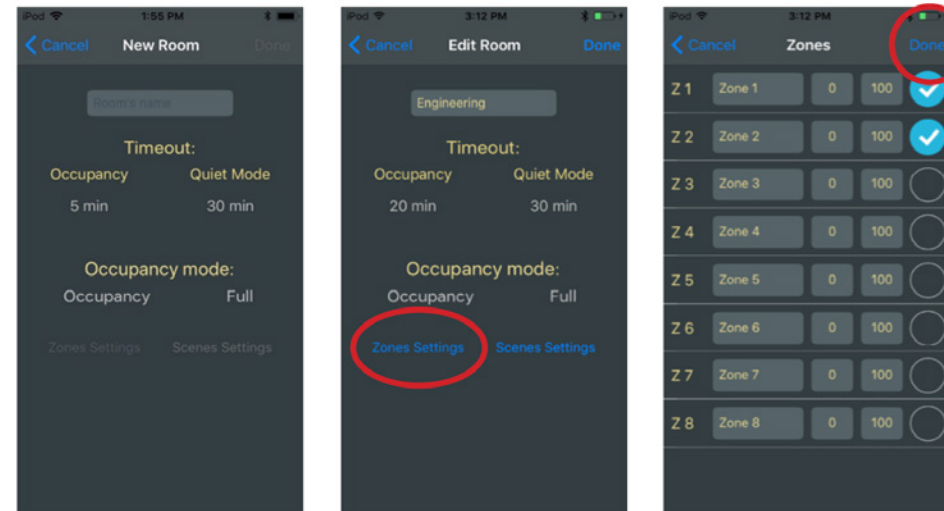 iPod 1:55 PM
Cancel New Room Done
Room's name
Timeout:
Occupancy Quiet Mode
5 min 30 min
Occupancy mode:
Occupancy Full
Zones Settings Scenes Settings
iPod 3:12 PM
Cancel Edit Room Done
Engineering
Timeout:
Occupancy Quiet Mode
20 min 30 min
Occupancy mode:
Occupancy Full
Zones Settings Scenes Settings
iPod 3:12 PM
Cancel Zones Done
Z 1 Zone 1 0 100
Z 2 Zone 2 0 100
Z 3 Zone 3 0 100
Z 4 Zone 4 0 100
Z 5 Zone 5 0 100
Z 6 Zone 6 0 100
Z 7 Zone 7 0 100
Z 8 Zone 8 0 100